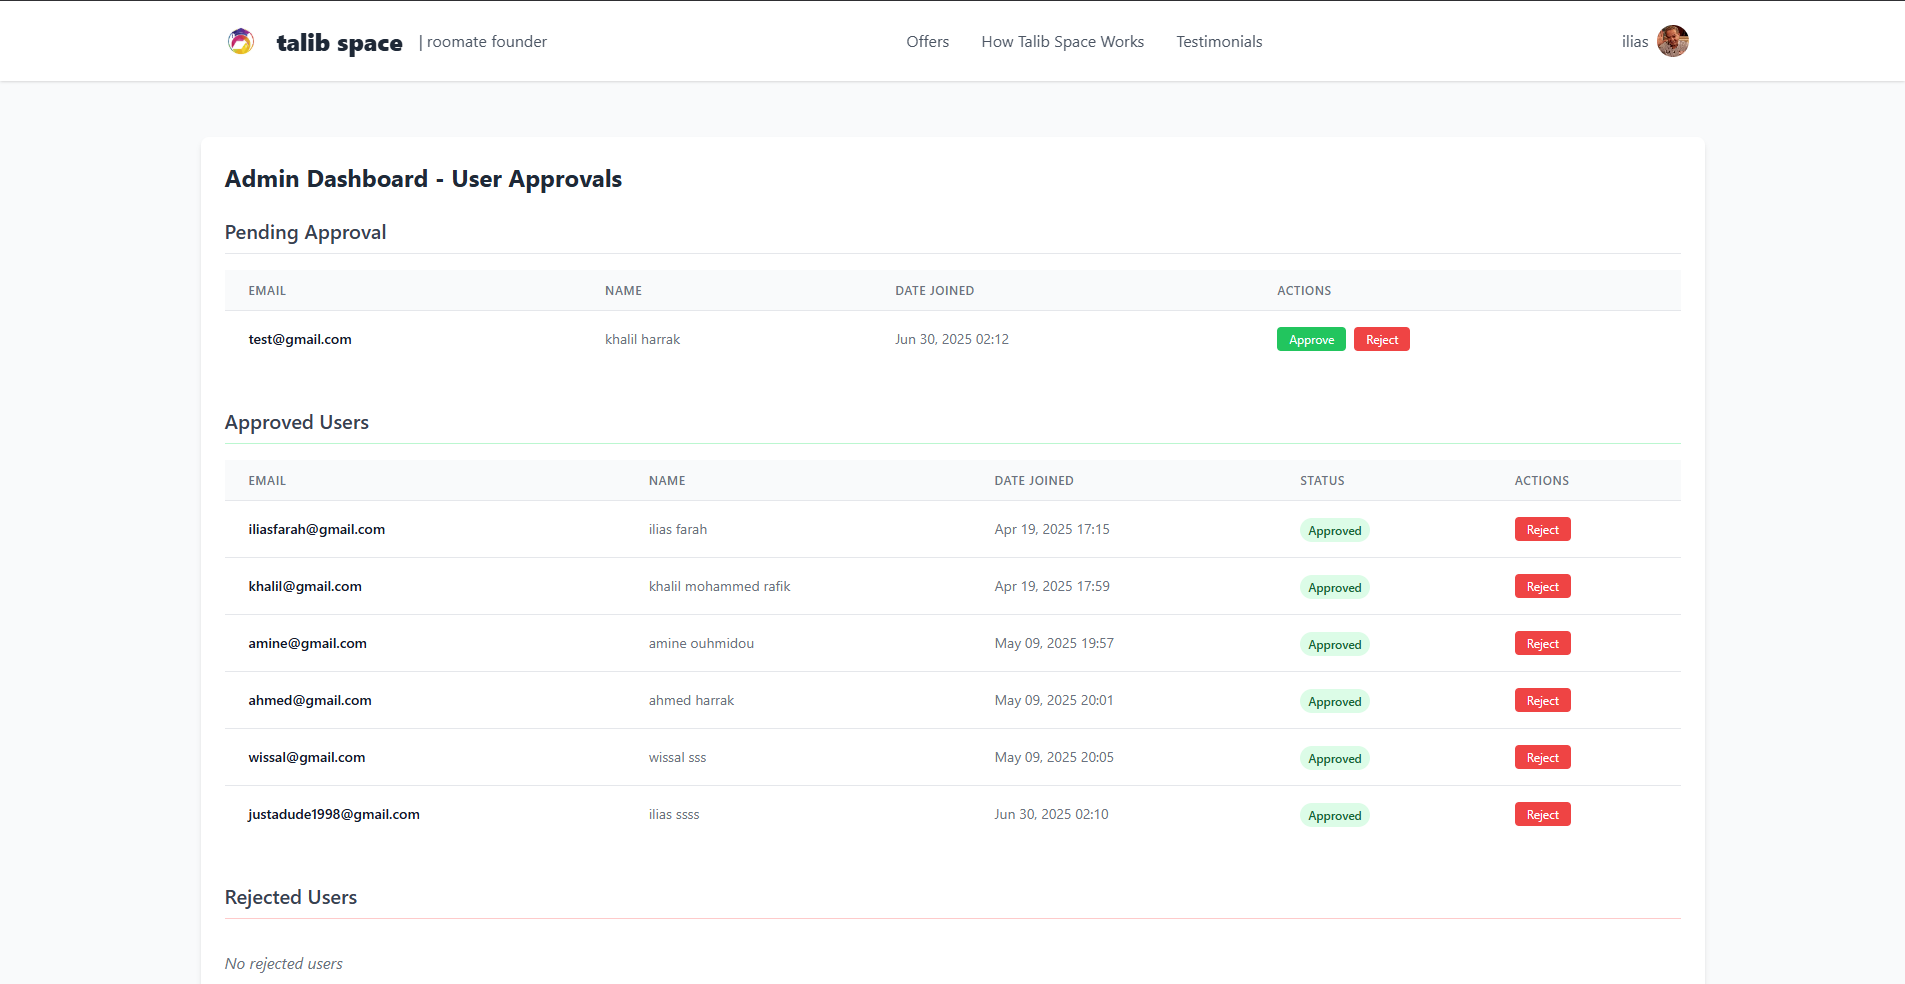 talib space | roomate founder Offers How Talib Space Works Testimonials ilias
Admin Dashboard - User Approvals
Pending Approval
EMAIL NAME DATE JOINED ACTIONS
test@gmail.com khalil harrak Jun 30, 2025 02:12 Approve Reject
Approved Users
EMAIL NAME DATE JOINED STATUS ACTIONS
iliasfarah@gmail.com ilias farah Apr 19, 2025 17:15 Approved Reject
khalil@gmail.com khalil mohammed rafik Apr 19, 2025 17:59 Approved Reject
amine@gmail.com amine ouhmidou May 09, 2025 19:57 Approved Reject
ahmed@gmail.com ahmed harrak May 09, 2025 20:01 Approved Reject
wissal@gmail.com wissal sss May 09, 2025 20:05 Approved Reject
justadude1998@gmail.com ilias ssss Jun 30, 2025 02:10 Approved Reject
Rejected Users
No rejected users